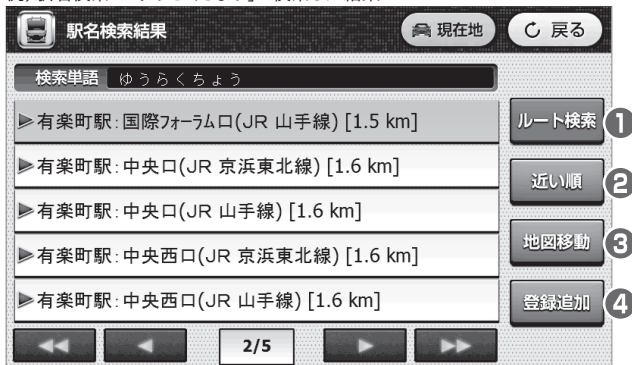 駅名検索結果
現在地
戻る
検索単語 ゆうらくちょう
▶有楽町駅:国際フォーラム口(JR 山手線) [1.5 km]
▶有楽町駅:中央口(JR 京浜東北線) [1.6 km]
▶有楽町駅:中央口(JR 山手線) [1.6 km]
▶有楽町駅:中央西口(JR 京浜東北線) [1.6 km]
▶有楽町駅:中央西口(JR 山手線) [1.6 km]
ルート検索 ❶
近い順 ❷
地図移動 ❸
登録追加 ❹
2/5